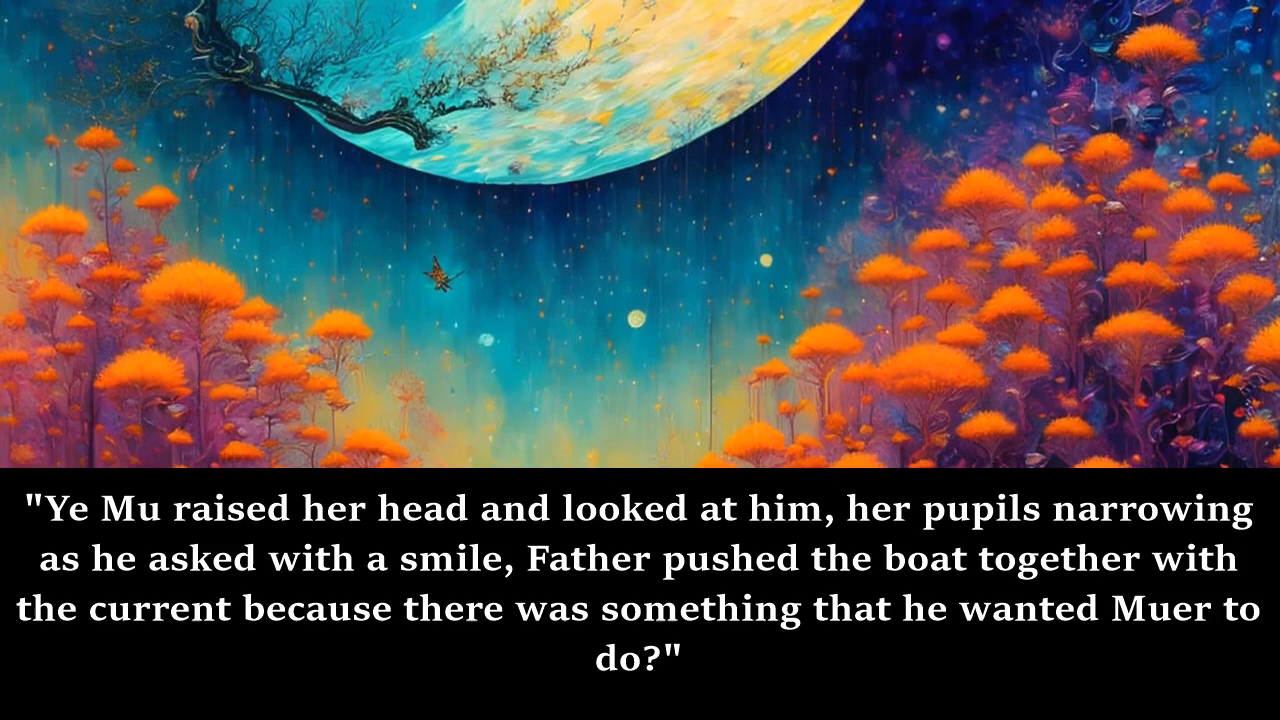 "Ye Mu raised her head and looked at him, her pupils narrowing
as he asked with a smile, Father pushed the boat together with
the current because there was something that he wanted Muer to
do?"